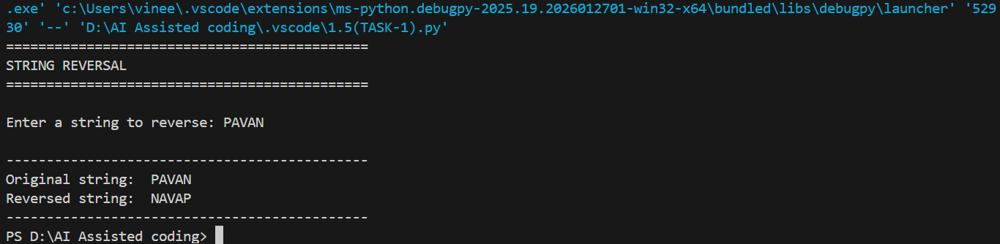 .exe' 'c:\Users\vinee\.vscode\extensions\ms-python.debugpy-2025.19.2026012701-win32-x64\bundled\libs\debugpy\launcher' '529
30' '--' 'D:\AI Assisted coding\.vscode\1.5(TASK-1).py'
=============================================
STRING REVERSAL
=============================================
Enter a string to reverse: PAVAN
---------------------------------------------
Original string:  PAVAN
Reversed string:  NAVAP
---------------------------------------------
PS D:\AI Assisted coding>